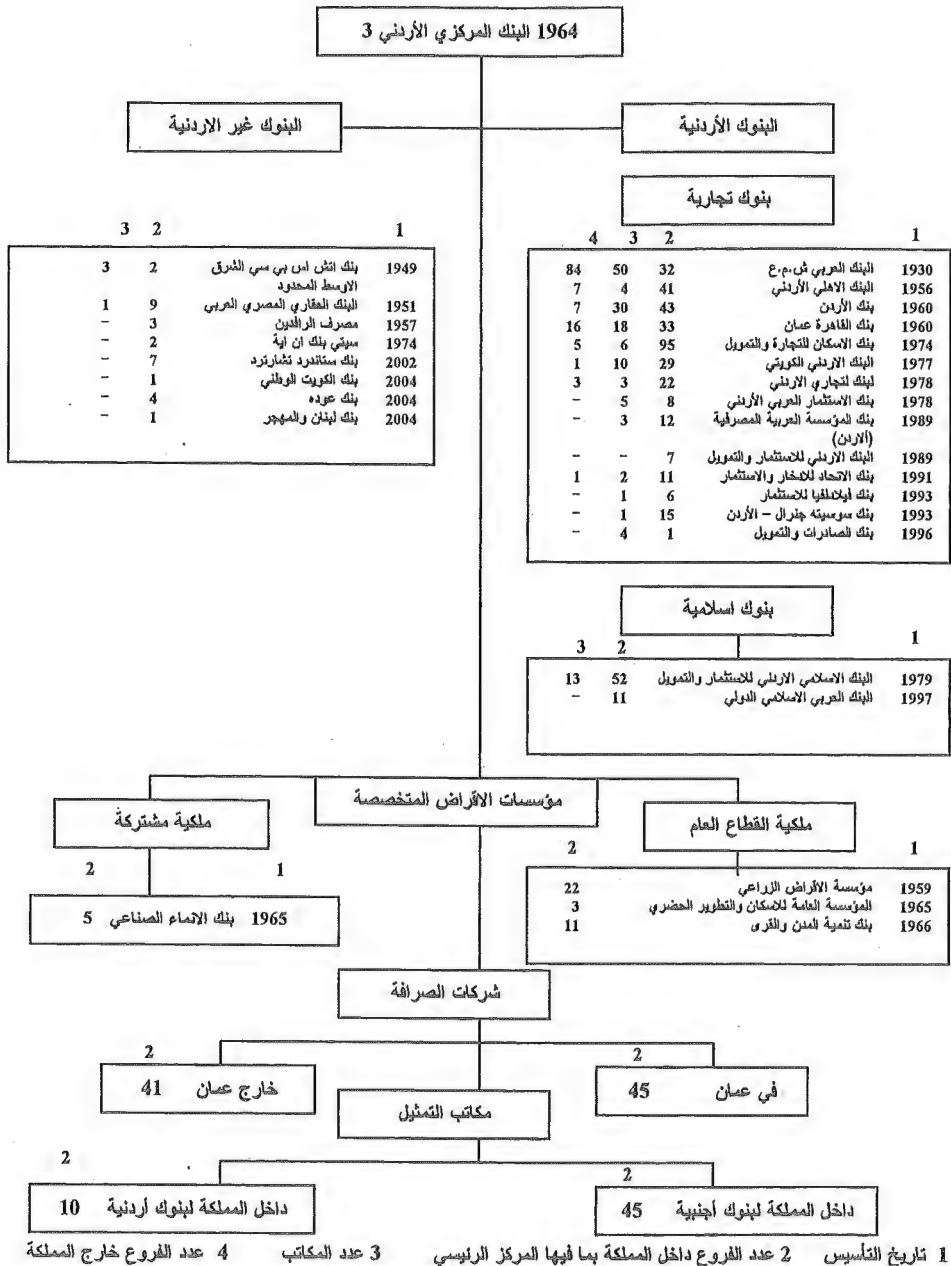 1964 البنك المركزي الأردني 3
البنوك الأردنية
البنوك غير الاردنية
بنوك تجارية
1 2 3 4
1930 البنك العربي ش.م.ع 32 50 84
1956 البنك الاهلي الأردني 41 4 7
1960 بنك الأردن 43 30 7
1960 بنك القاهرة عمان 33 18 16
1974 بنك الاسكان للتجارة والتمويل 95 6 5
1977 البنك الاردني الكويتي 29 10 1
1978 لبنك لتجاري الاردني 22 3 3
1978 بنك الاستثمار العربي الأردني 8 5 –
1989 بنك المؤسسة العربية المصرفية 12 3 –
(ألاردن)
1989 البنك الاردني للاستثمار والتمويل 7 – –
1991 بنك الاتحاد للادخار والاستثمار 11 2 1
1993 بنك فيلادلفيا للاستثمار 6 1 –
1993 بنك سوسيته جنرال – الأردن 15 1 –
1996 بنك الصادرات والتمويل 1 4 –
1 2 3
1949 بنك اتش اس بي سي الشرق 2 3
الاوسط المحدود
1951 البنك العقاري المصري العربي 9 1
1957 مصرف الرافدين 3 –
1974 سيتي بنك ان اية 2 –
2002 بنك ستاندرد تشارترد 7 –
2004 بنك الكويت الوطني 1 –
2004 بنك عوده 4 –
2004 بنك لبنان والمهجر 1 –
بنوك اسلامية
1 2 3
1979 البنك الاسلامي الاردني للاستثمار والتمويل 52 13
1997 البنك العربي الاسلامي الدولي 11 –
مؤسسات الاقراض المتخصصة
ملكية القطاع العام
1 2
1959 مؤسسة الاقراض الزراعي 22
1965 المؤسسة العامة للاسكان والتطوير الحضري 3
1966 بنك تنمية المدن والقرى 11
ملكية مشتركة
1 2
1965 بنك الانماء الصناعي 5
شركات الصرافة
2
في عمان 45
2
خارج عمان 41
مكاتب التمثيل
2
داخل المملكة لبنوك أجنبية 45
2
داخل المملكة لبنوك أردنية 10
1 تاريخ التأسيس 2 عدد الفروع داخل المملكة بما فيها المركز الرئيسي 3 عدد المكاتب 4 عدد الفروع خارج المملكة